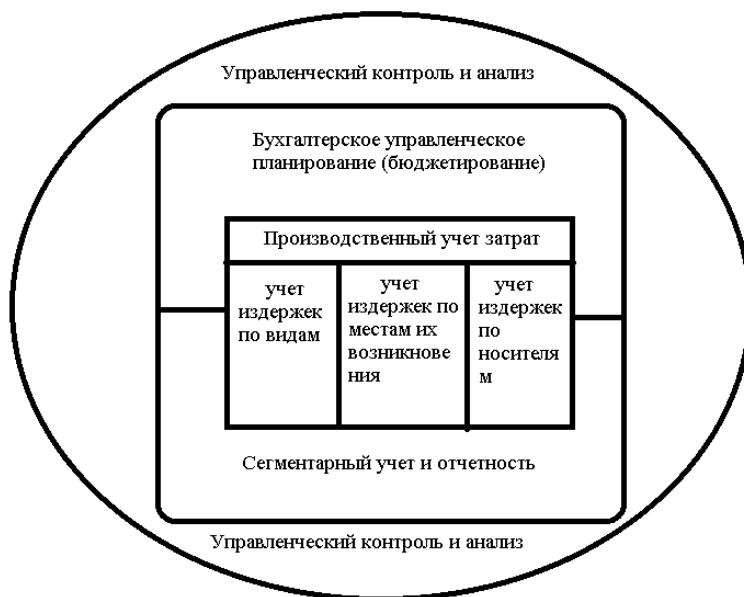 Управленческий контроль и анализ
Бухгалтерское управленческое
планирование (бюджетирование)
Производственный учет затрат
учет
издержек
по видам
учет
издержек по
местам их
возникнове
ния
учет
издержек
по
носителя
м
Сегментарный учет и отчетность
Управленческий контроль и анализ